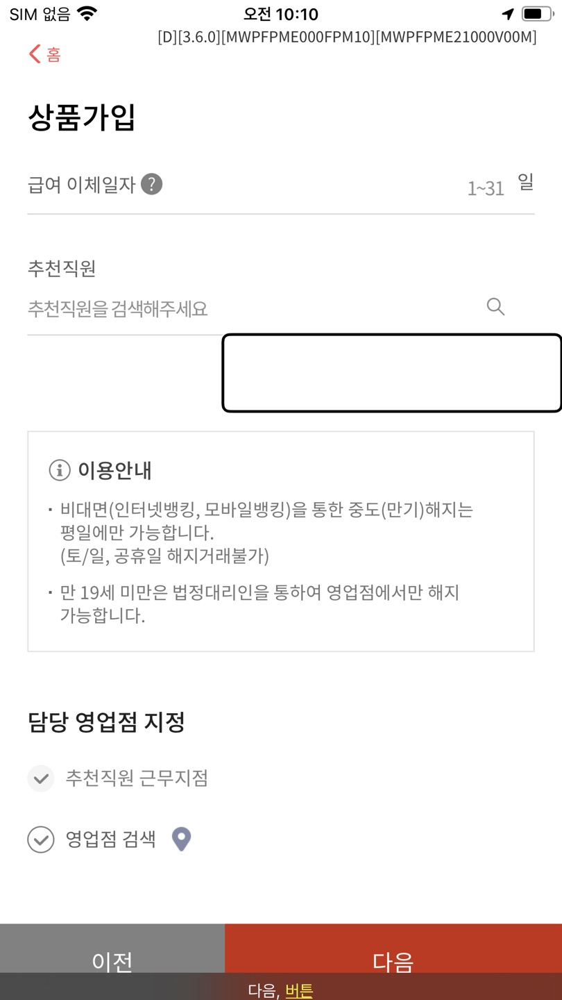 SIM 없음 오전 10:10
[D][3.6.0][MWPFPME000FPM10][MWPFPME21000V00M]
홈
상품가입
급여 이체일자 ? 1~31 일
추천직원
추천직원을 검색해주세요
이용안내
· 비대면(인터넷뱅킹, 모바일뱅킹)을 통한 중도(만기)해지는
평일에만 가능합니다.
(토/일, 공휴일 해지거래불가)
· 만 19세 미만은 법정대리인을 통하여 영업점에서만 해지
가능합니다.
담당 영업점 지정
추천직원 근무지점
영업점 검색
이전 다음
다음, 버튼